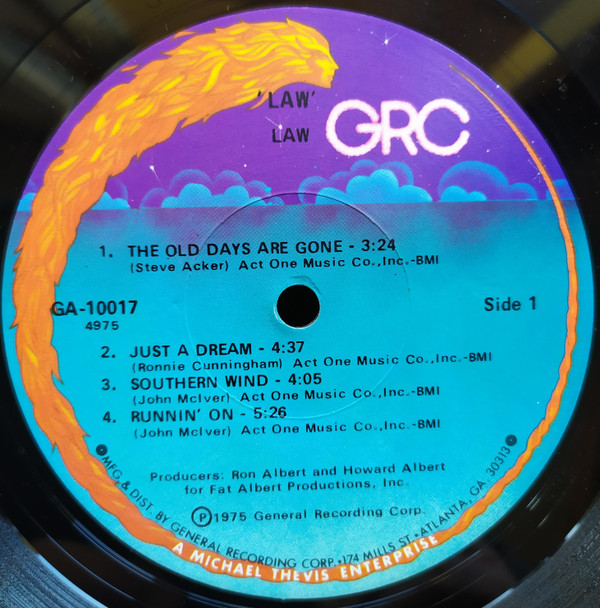 'LAW'
LAW
GRC
1. THE OLD DAYS ARE GONE - 3:24
(Steve Acker) Act One Music Co.,Inc.-BMI
GA-10017
4975
Side 1
2. JUST A DREAM - 4:37
(Ronnie Cunningham) Act One Music Co.,Inc.-BMI
3. SOUTHERN WIND - 4:05
(John McIver) Act One Music Co.,Inc.-BMI
4. RUNNIN' ON - 5:26
(John McIver) Act One Music Co.,Inc.-BMI
Producers: Ron Albert and Howard Albert
for Fat Albert Productions, Inc.
Ⓟ1975 General Recording Corp.
MFG. & DIST. BY GENERAL RECORDING CORP. • 174 MILLS ST. • ATLANTA, GA. 30313
A MICHAEL THEVIS ENTERPRISE